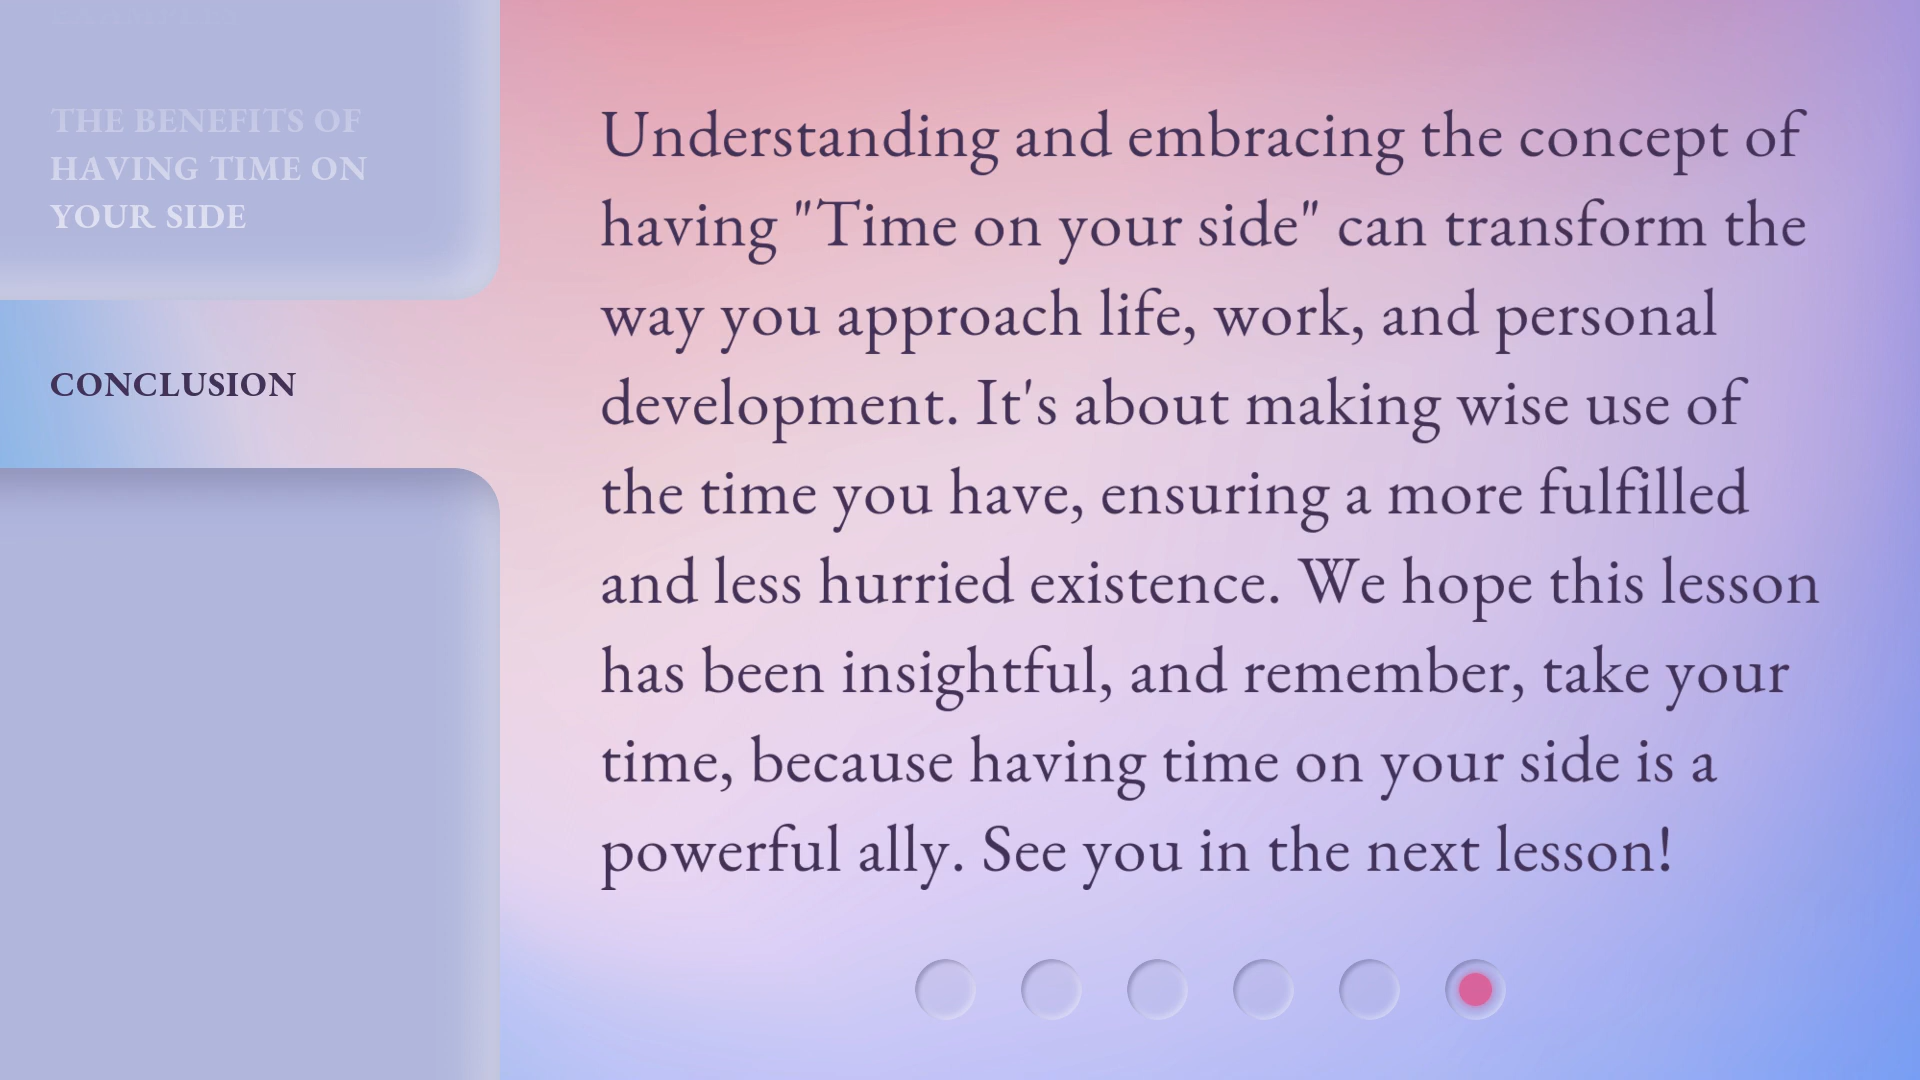 THE BENEFITS OF
HAVING TIME ON
YOUR SIDE
CONCLUSION
Understanding and embracing the concept of
having "Time on your side" can transform the
way you approach life, work, and personal
development. It's about making wise use of
the time you have, ensuring a more fulfilled
and less hurried existence. We hope this lesson
has been insightful, and remember, take your
time, because having time on your side is a
powerful ally. See you in the next lesson!